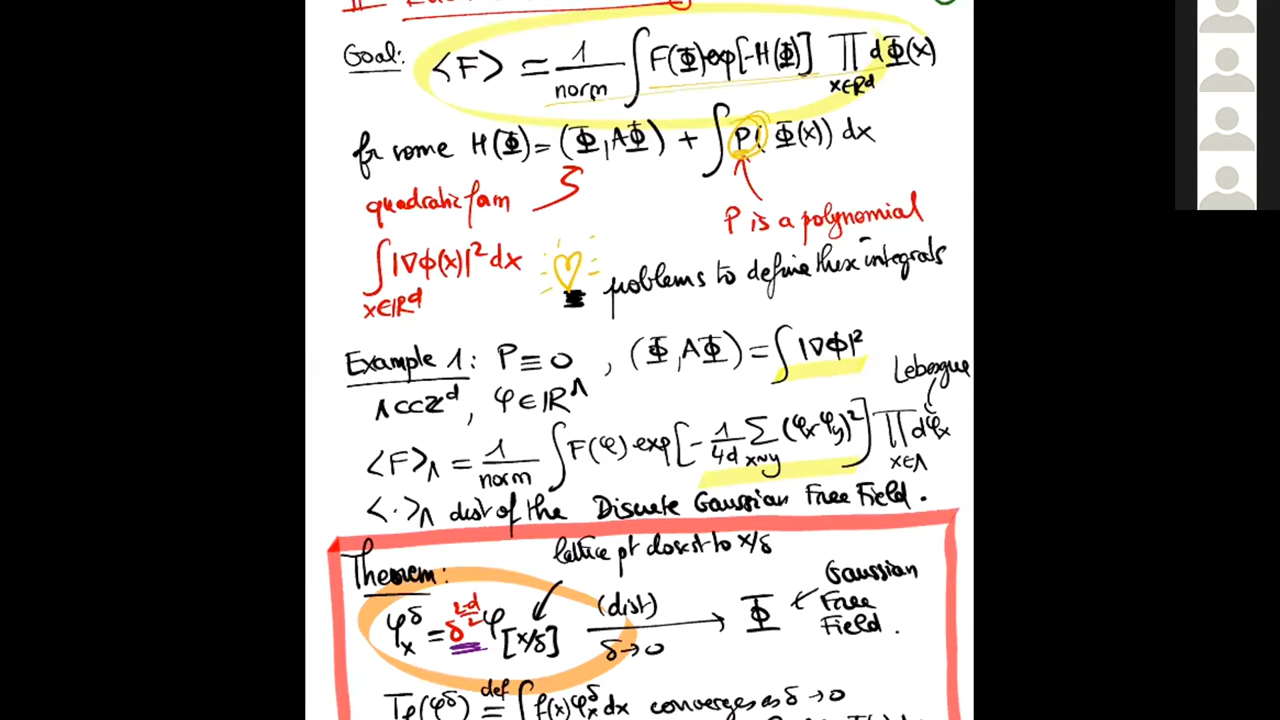 Goal: <F> = 1/norm ∫ F(Φ) exp[-H(Φ)] ∏_{x∈ℝ^d} dΦ(x)
for some H(Φ) = (Φ, AΦ) + ∫ P(Φ(x)) dx
quadratic form
P is a polynomial
∫_{x∈ℝ^d} |∇ϕ(x)|² dx
problems to define these integrals
Example 1: P ≡ 0, (Φ, AΦ) = ∫ |∇Φ|²
Λ ⊂⊂ ℤ^d, φ ∈ ℝ^Λ
Lebesgue
<F>_Λ = 1/norm ∫ F(φ) exp[-1/4d ∑_{x~y} (φ_x-φ_y)²] ∏_{x∈Λ} dφ_x
<·>_Λ dist of the Discrete Gaussian Free Field.
lattice pt closest to x/δ
Theorem:
φ_x^δ = δ^{(2-d)/2} φ_{[x/δ]} (dist) → δ→0 Φ ← Gaussian Free Field.
T_f(φ^δ) def= ∫ f(x) φ_x^δ dx converges as δ→0